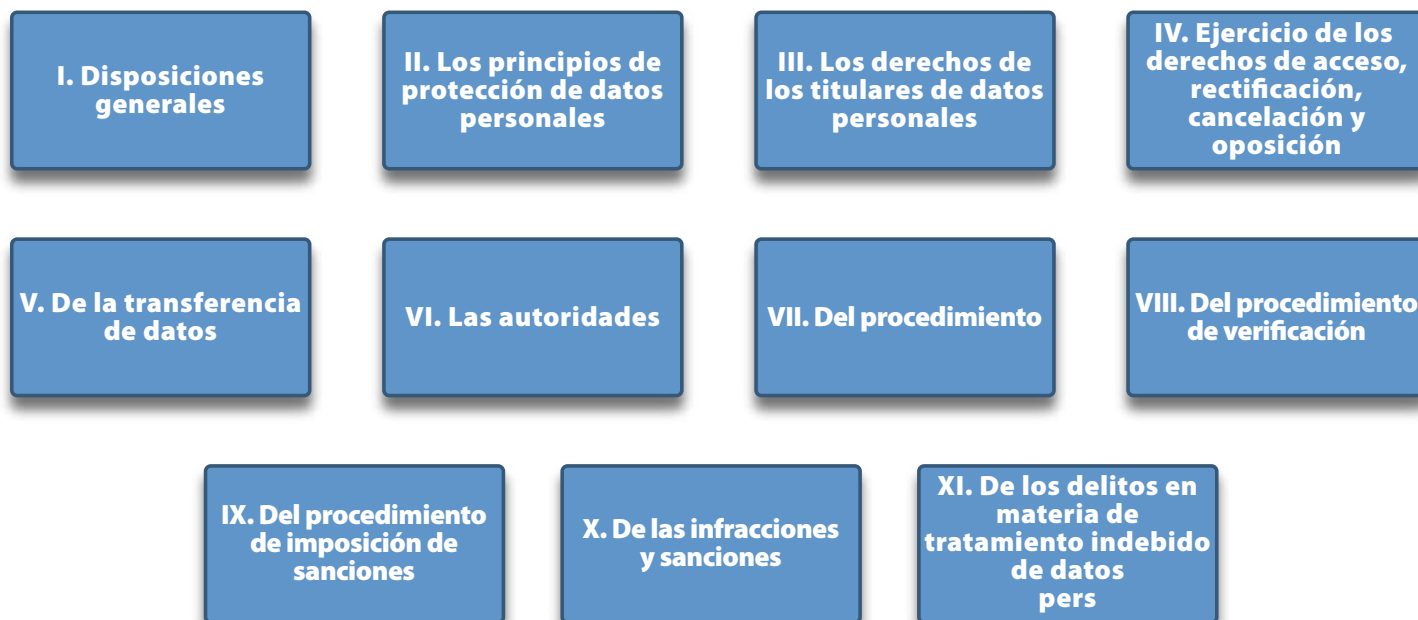 I. Disposiciones
generales
II. Los principios de
protección de datos
personales
III. Los derechos de
los titulares de datos
personales
IV. Ejercicio de los
derechos de acceso,
rectificación,
cancelación y
oposición
V. De la transferencia
de datos
VI. Las autoridades
VII. Del procedimiento
VIII. Del procedimiento
de verificación
IX. Del procedimiento
de imposición de
sanciones
X. De las infracciones
y sanciones
XI. De los delitos en
materia de
tratamiento indebido
de datos
pers